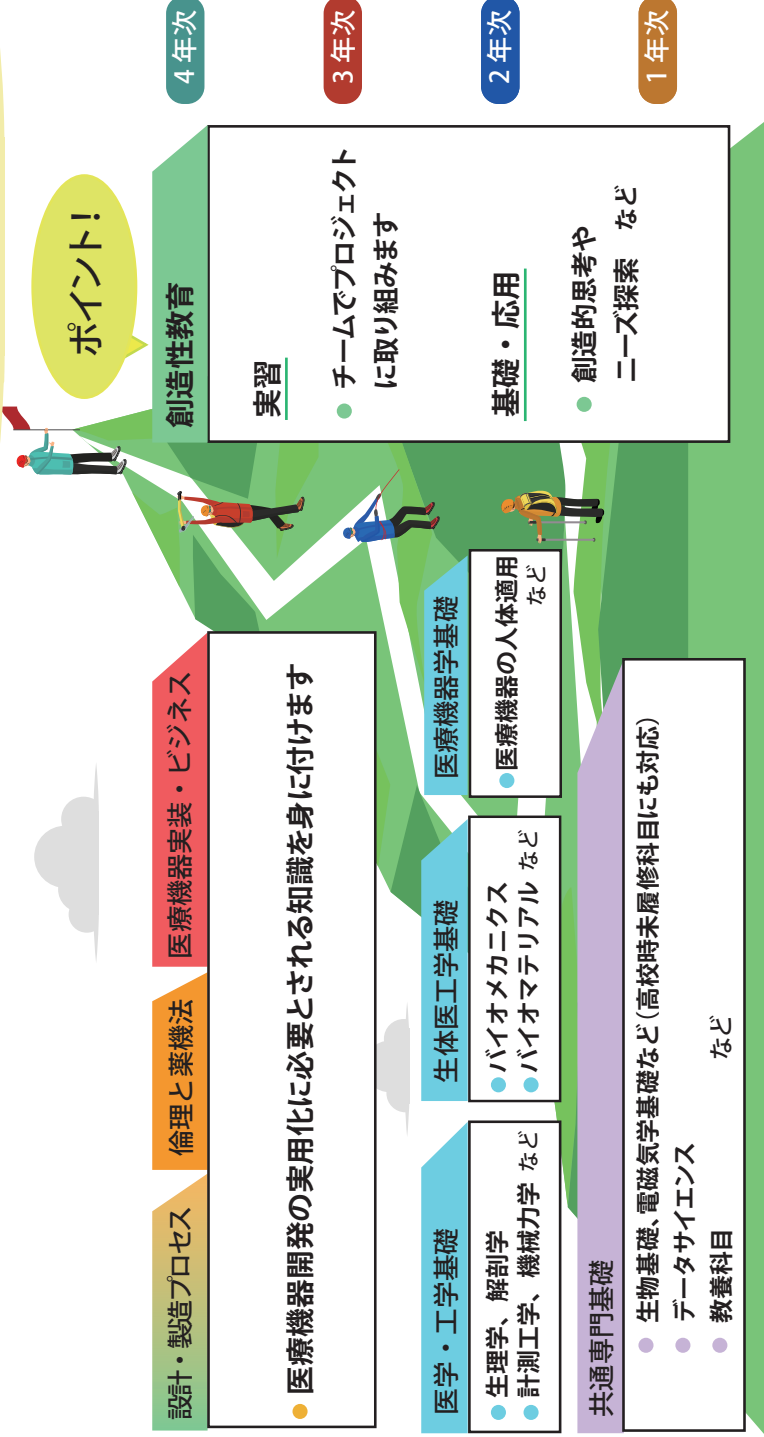 設計・製造プロセス
倫理と薬機法
医療機器実装・ビジネス
● 医療機器開発の実用化に必要とされる知識を身に付けます
医学・工学基礎
● 生理学、解剖学
● 計測工学、機械力学 など
生体医工学基礎
● バイオメカニクス
● バイオマテリアル など
医療機器学基礎
● 医療機器の人体適用
など
共通専門基礎
● 生物基礎、電磁気学基礎など（高校時未履修科目にも対応）
● データサイエンス
● 教養科目 など
ポイント！
創造性教育
実習
● チームでプロジェクト
に取り組みます
基礎・応用
● 創造的思考や
ニーズ探索 など
4年次
3年次
2年次
1年次